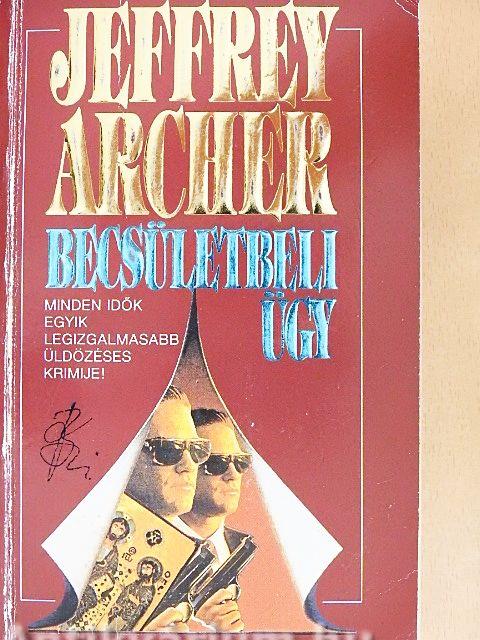 JEFFREY
ARCHER
BECSÜLETBELI
ÜGY
MINDEN IDŐK
EGYIK
LEGIZGALMASABB
ÜLDÖZÉSES
KRIMIJE!